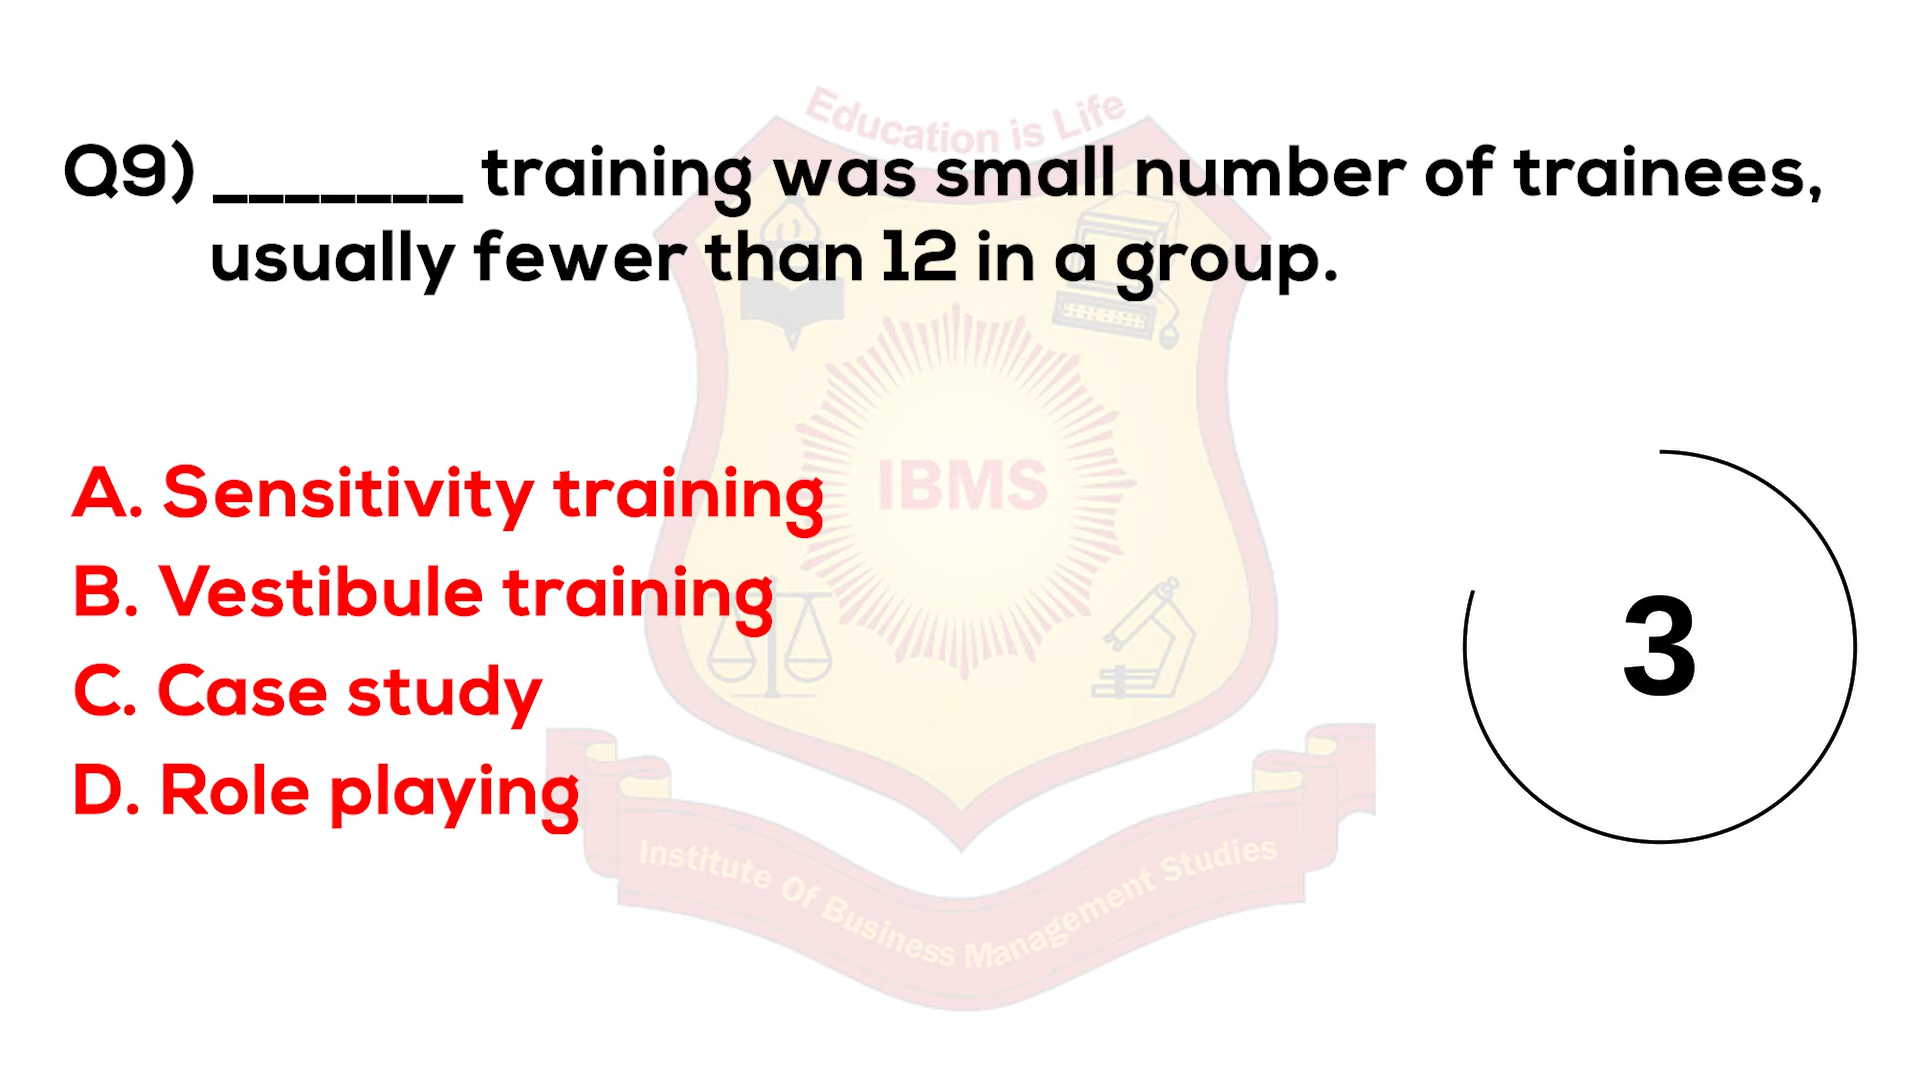 Education is Life
Q9) _______ training was small number of trainees,
usually fewer than 12 in a group.
IBMS
A. Sensitivity training
B. Vestibule training
C. Case study
D. Role playing
3
Institute Of Business Management Studies